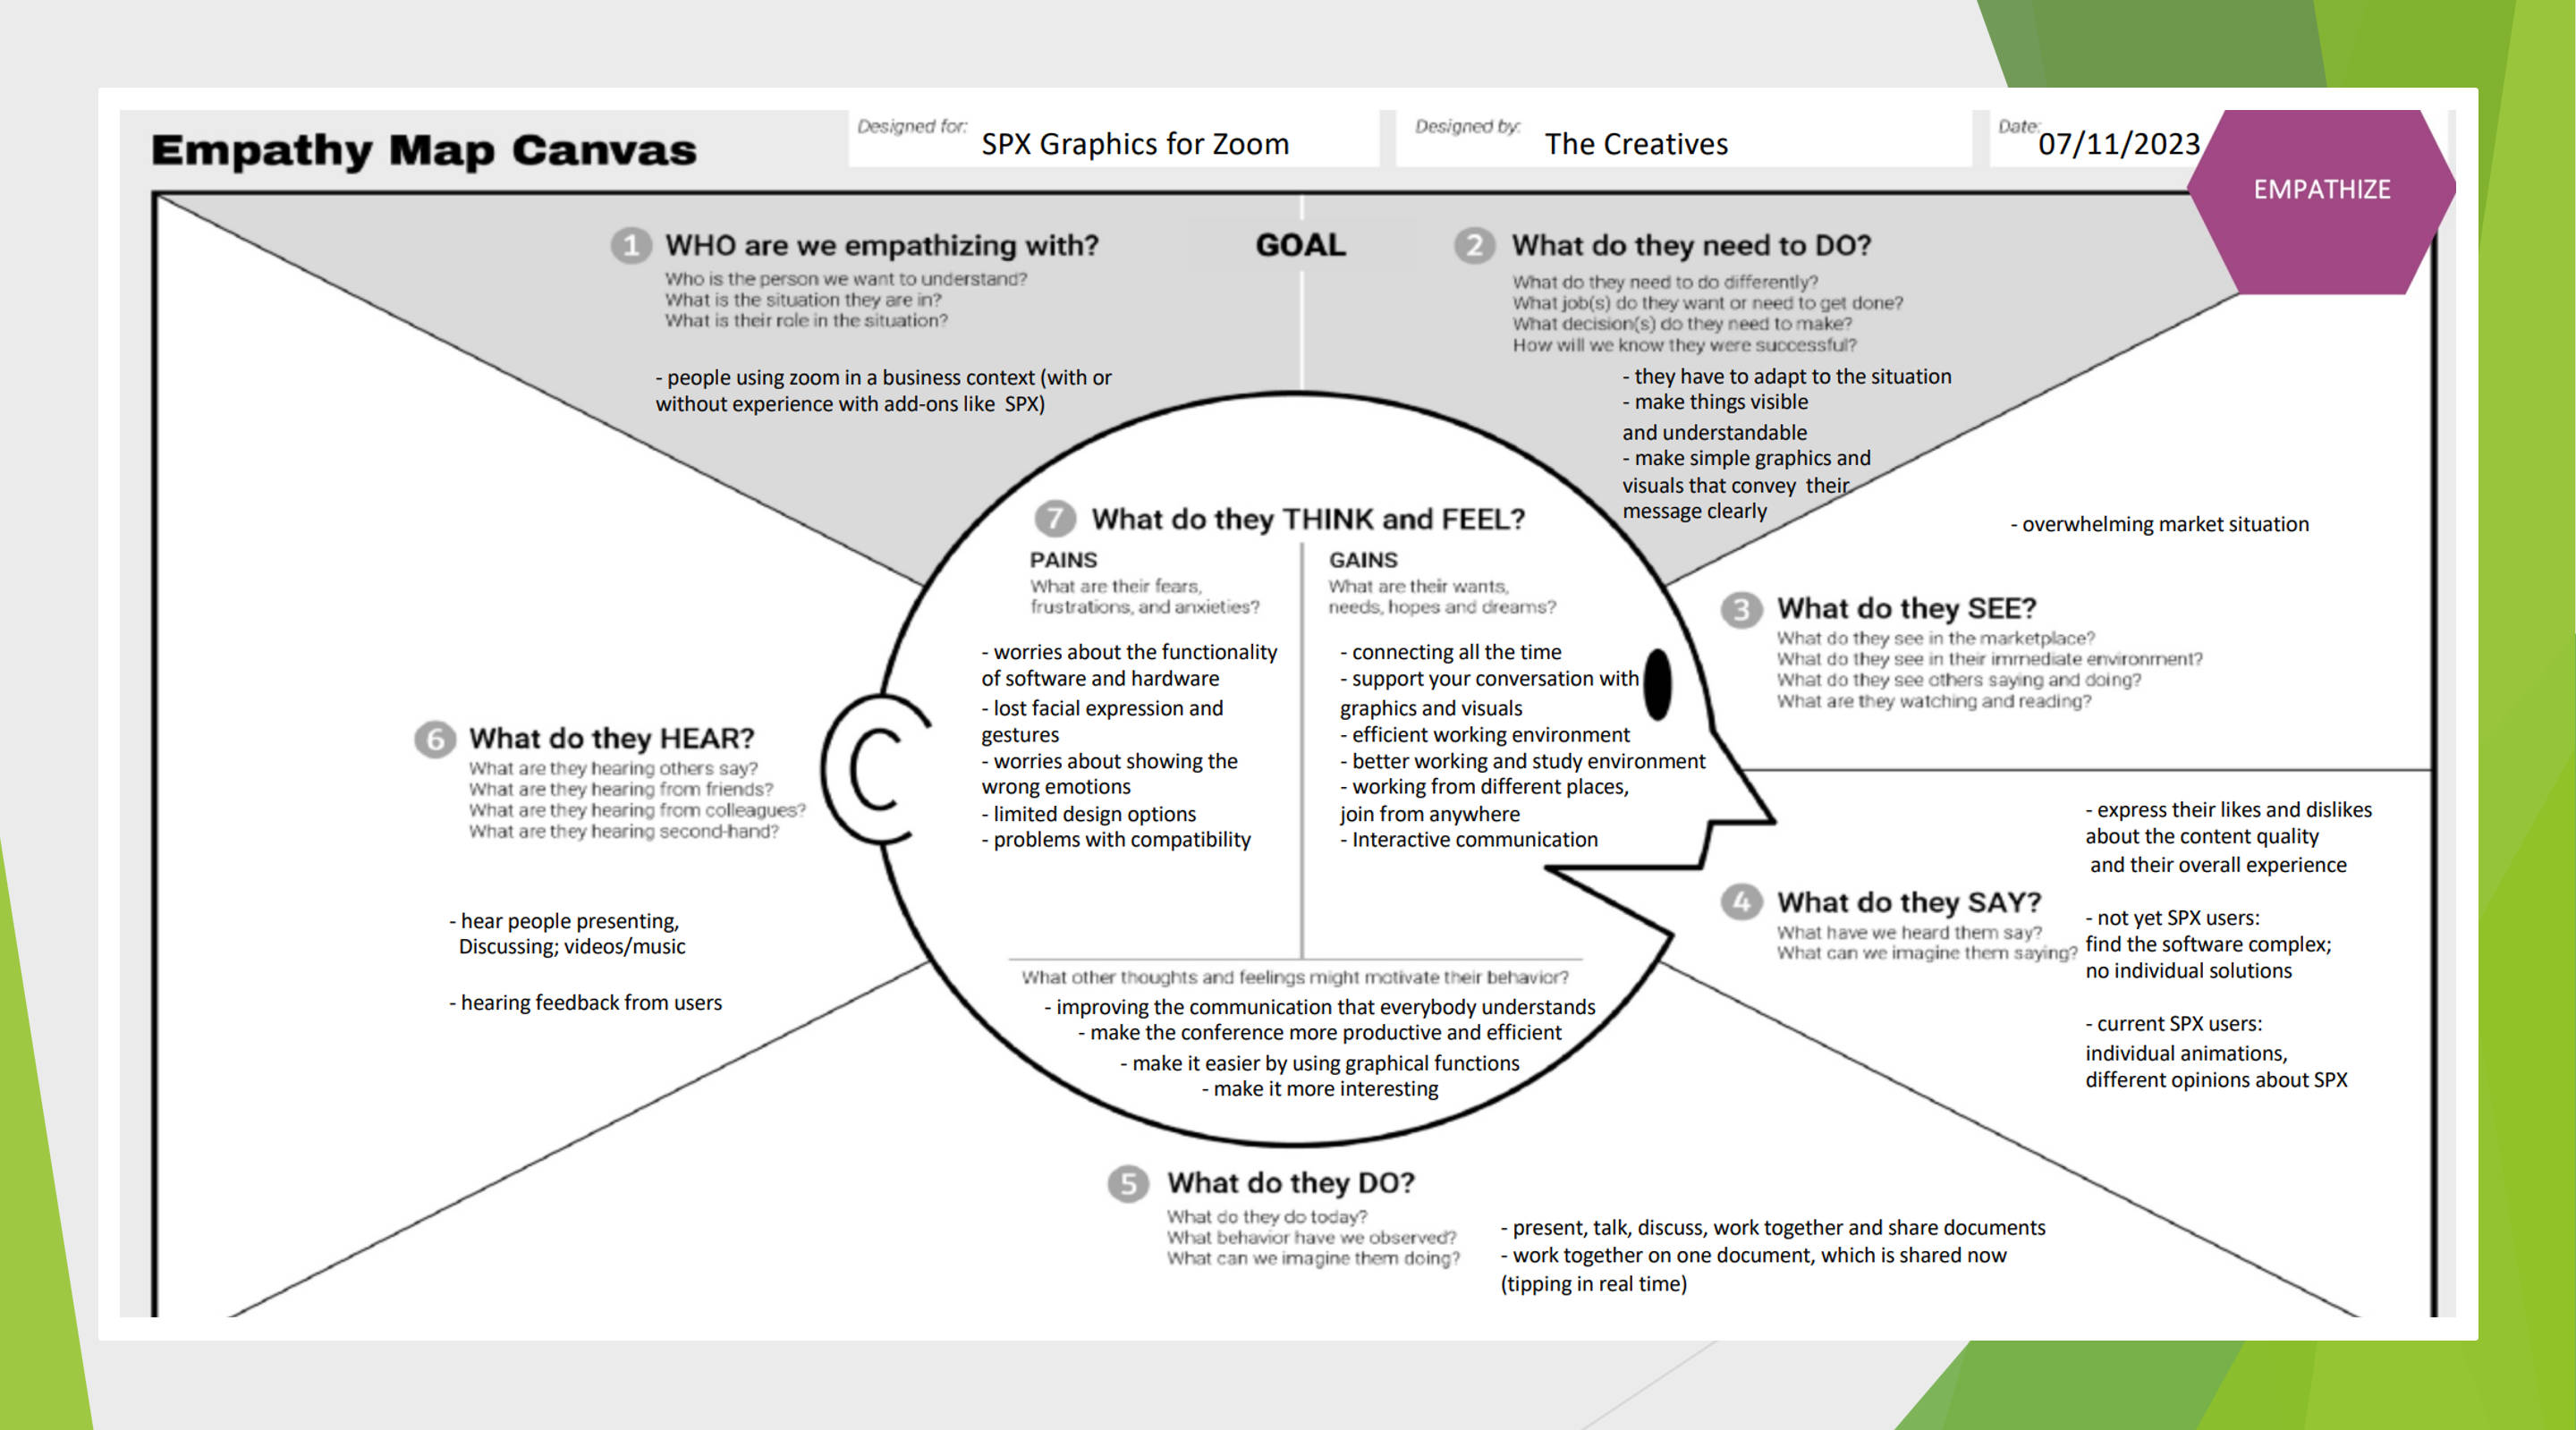 Empathy Map Canvas
Designed for:
SPX Graphics for Zoom
Designed by:
The Creatives
Date:
07/11/2023
EMPATHIZE
1 WHO are we empathizing with?
Who is the person we want to understand?
What is the situation they are in?
What is their role in the situation?
- people using zoom in a business context (with or
without experience with add-ons like SPX)
GOAL
2 What do they need to DO?
What do they need to do differently?
What job(s) do they want or need to get done?
What decision(s) do they need to make?
How will we know they were successful?
- they have to adapt to the situation
- make things visible
and understandable
- make simple graphics and
visuals that convey their
message clearly
- overwhelming market situation
3 What do they SEE?
What do they see in the marketplace?
What do they see in their immediate environment?
What do they see others saying and doing?
What are they watching and reading?
4 What do they SAY?
What have we heard them say?
What can we imagine them saying?
- express their likes and dislikes
about the content quality
and their overall experience
- not yet SPX users:
find the software complex;
no individual solutions
- current SPX users:
individual animations,
different opinions about SPX
5 What do they DO?
What do they do today?
What behavior have we observed?
What can we imagine them doing?
- present, talk, discuss, work together and share documents
- work together on one document, which is shared now
(tipping in real time)
6 What do they HEAR?
What are they hearing others say?
What are they hearing from friends?
What are they hearing from colleagues?
What are they hearing second-hand?
- hear people presenting,
Discussing; videos/music
- hearing feedback from users
7 What do they THINK and FEEL?
PAINS
What are their fears,
frustrations, and anxieties?
- worries about the functionality
of software and hardware
- lost facial expression and
gestures
- worries about showing the
wrong emotions
- limited design options
- problems with compatibility
GAINS
What are their wants,
needs, hopes and dreams?
- connecting all the time
- support your conversation with
graphics and visuals
- efficient working environment
- better working and study environment
- working from different places,
join from anywhere
- Interactive communication
What other thoughts and feelings might motivate their behavior?
- improving the communication that everybody understands
- make the conference more productive and efficient
- make it easier by using graphical functions
- make it more interesting